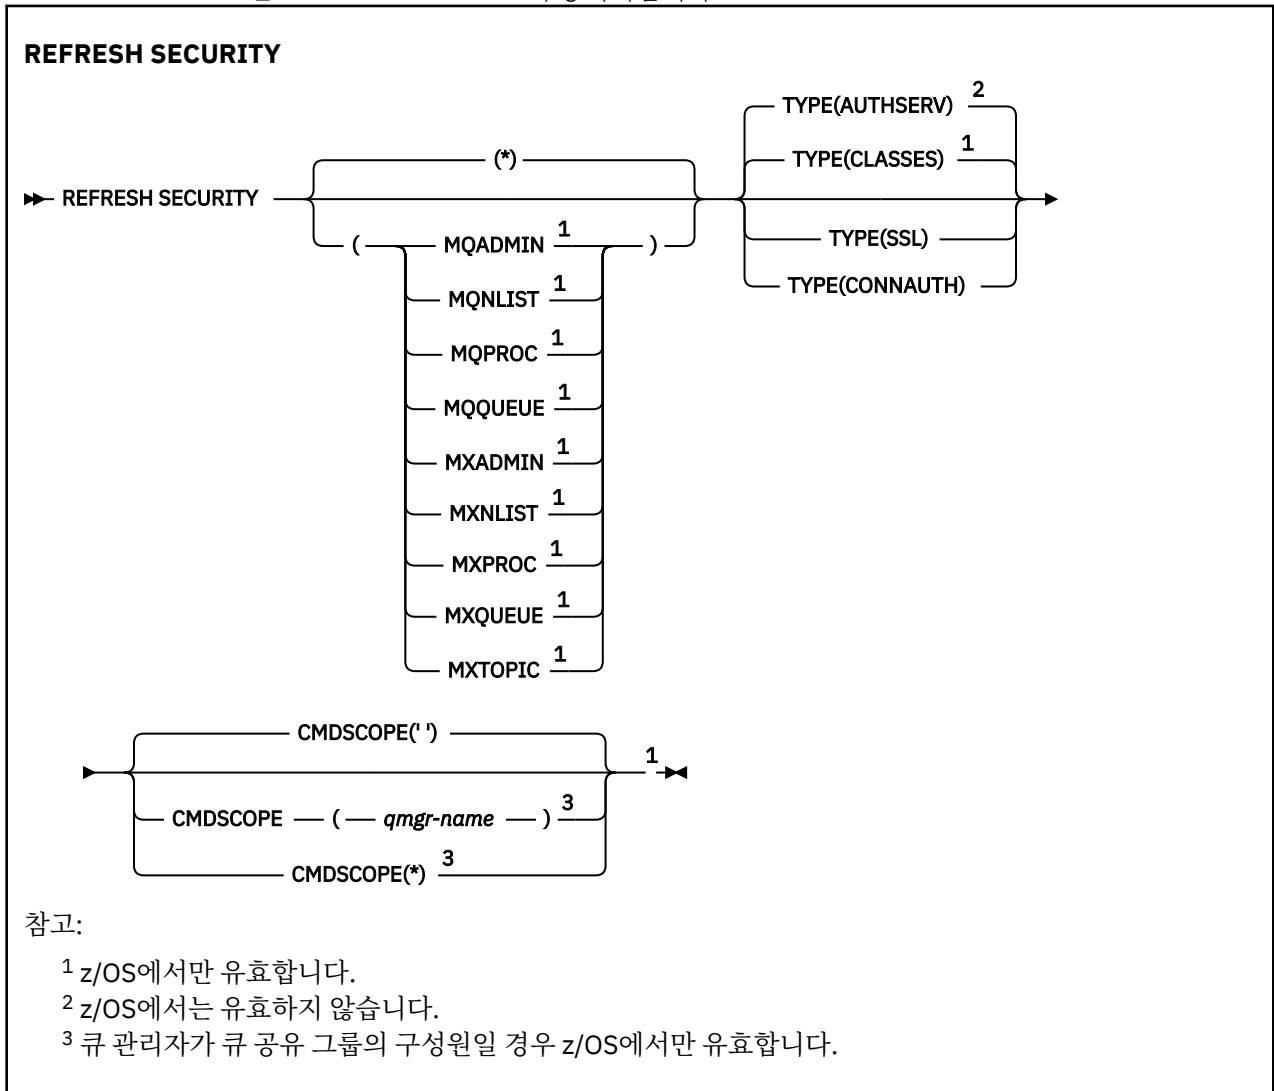 REFRESH SECURITY
TYPE(AUTHSERV) 2
(*)
TYPE(CLASSES) 1
REFRESH SECURITY
( MQADMIN 1 )
TYPE(SSL)
TYPE(CONNAUTH)
MQNLIST 1
MQPROC 1
MQQUEUE 1
MXADMIN 1
MXNLIST 1
MXPROC 1
MXQUEUE 1
MXTOPIC 1
CMDSCOPE(' ')
1
CMDSCOPE ( qmgr-name ) 3
CMDSCOPE(*) 3
참고:
1 z/OS에서만 유효합니다.
2 z/OS에서는 유효하지 않습니다.
3 큐 관리자가 큐 공유 그룹의 구성원일 경우 z/OS에서만 유효합니다.